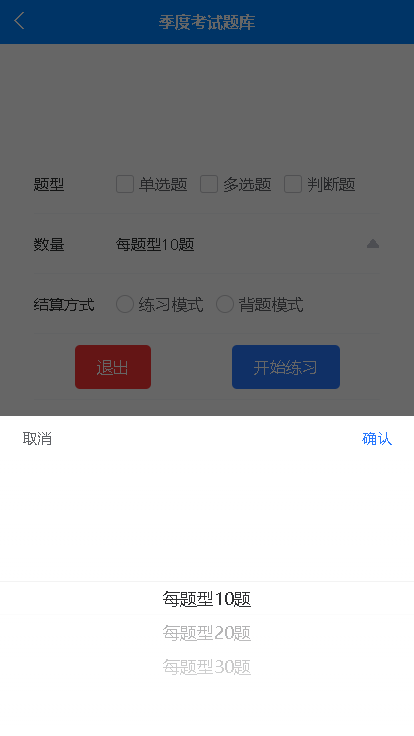 季度考试题库
题型 单选题 多选题 判断题
数量 每题型10题
结算方式 练习模式 背题模式
退出 开始练习
取消 确认
每题型10题
每题型20题
每题型30题